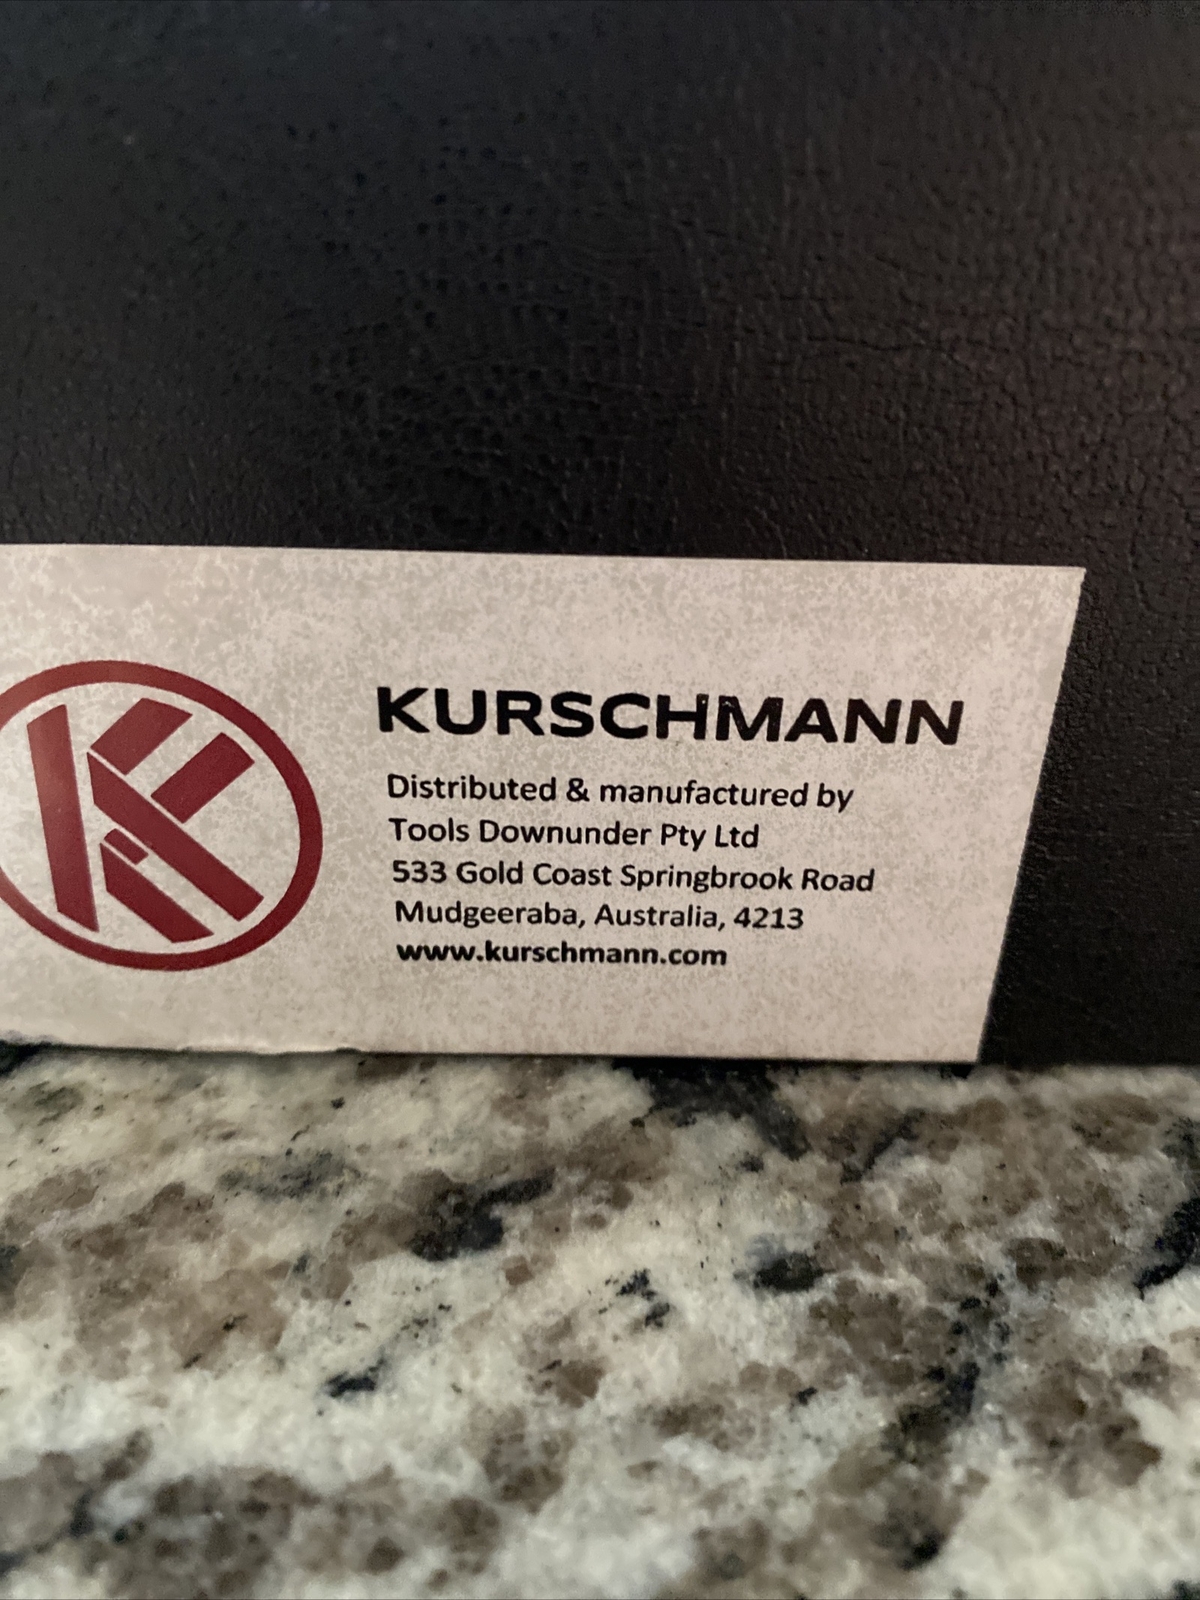 KURSCHMANN
Distributed & manufactured by
Tools Downunder Pty Ltd
533 Gold Coast Springbrook Road
Mudgeeraba, Australia, 4213
www.kurschmann.com